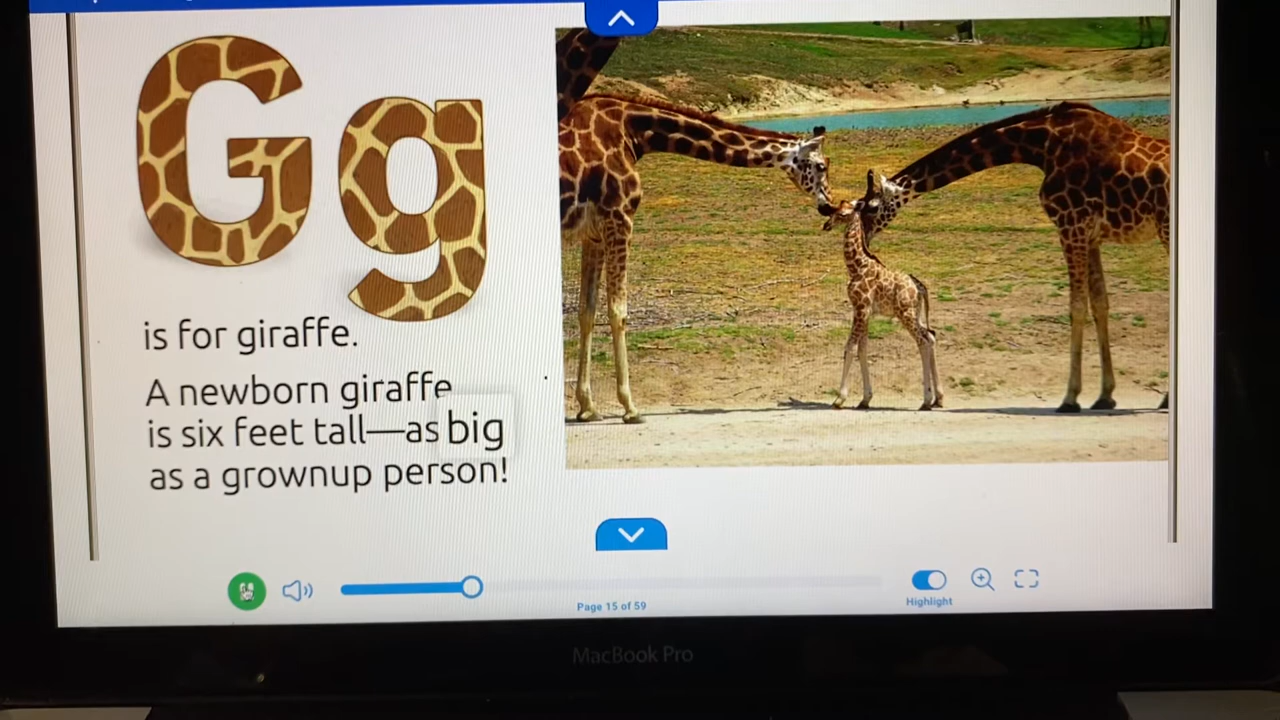 Gg
is for giraffe.
A newborn giraffe
is six feet tall—as big
as a grownup person!
Page 15 of 59
Highlight
MacBook Pro